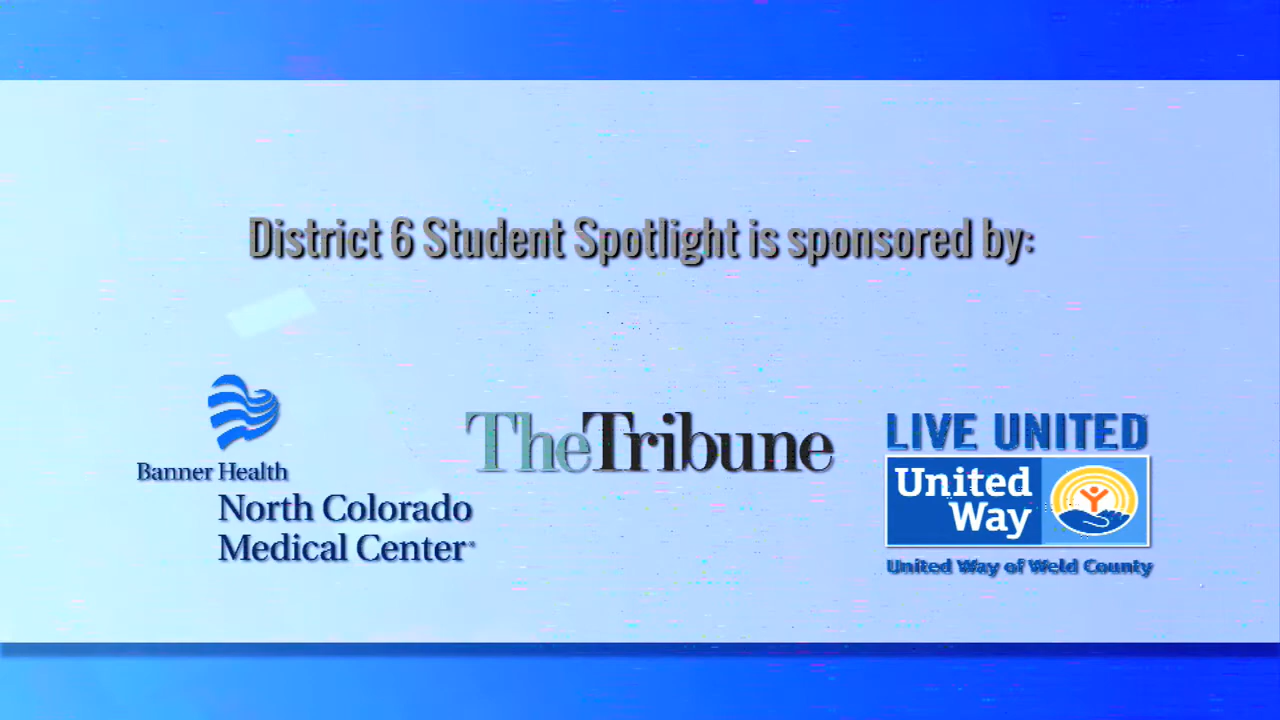 District 6 Student Spotlight is sponsored by:
Banner Health
North Colorado
Medical Center
TheTribune
LIVE UNITED
United
Way
United Way of Weld County